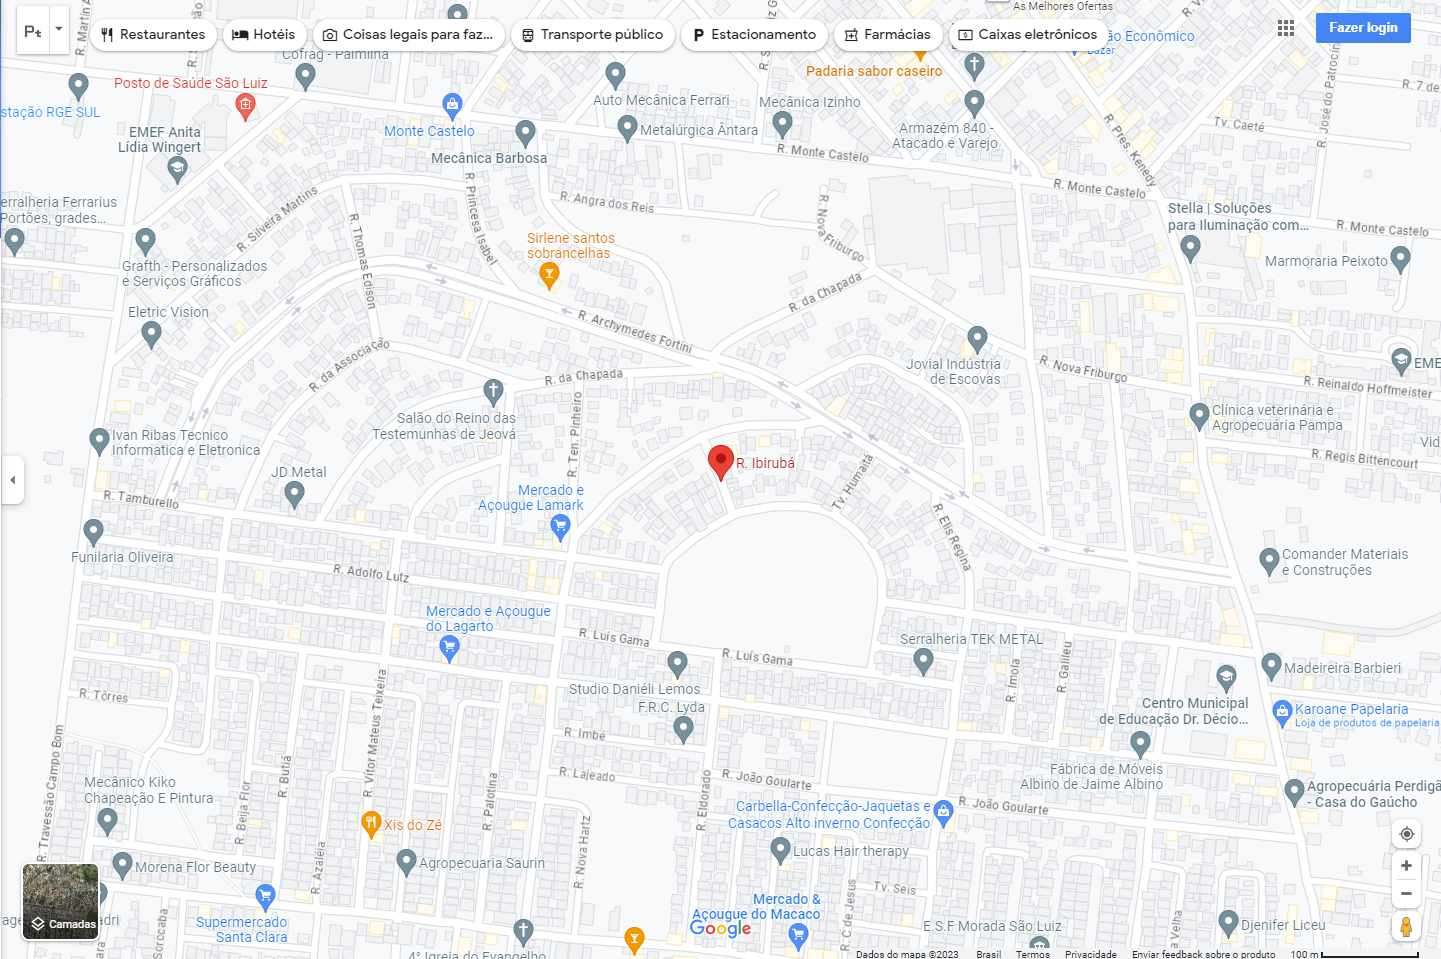 As Melhores Ofertas
Restaurantes
Hotéis
Coisas legais para faz...
Transporte público
Estacionamento
Farmácias
Caixas eletrônicos
Fazer login
Econômico
Bazar
Cofrag - Palmilha
Padaria sabor caseiro
Posto de Saúde São Luiz
stação RGE SUL
EMEF Anita
Lídia Wingert
Monte Castelo
Auto Mecânica Ferrari
Mecânica Izinho
Metalúrgica Ântara
Mecânica Barbosa
Armazém 840 -
Atacado e Varejo
R. Monte Castelo
R. Monte Castelo
R. Monte Castelo
Tv. Caeté
R. 7 de
R. José do Patrocín
R. Pres. Kenedy
erralheria Ferrarius
Portões, grades...
R. Silveira Martins
R. Princesa Isabel
R. Thomas Edison
R. Angra dos Reis
R. Nova Friburgo
Stella | Soluções
para Iluminação com...
Marmoraria Peixoto
Sirlene santos
sobrancelhas
Grafth - Personalizados
e Serviços Gráficos
Eletric Vision
R. da Chapada
R. Archymedes Fortini
R. da Associação
R. da Chapada
Jovial Indústria
de Escovas
R. Nova Friburgo
EME
R. Reinaldo Hoffmeister
Salão do Reino das
Testemunhas de Jeová
R. Ten. Pinheiro
Clínica veterinária e
Agropecuária Pampa
Vid
R. Regis Bittencourt
Ivan Ribas Tecnico
Informatica e Eletronica
JD Metal
R. Ibirubá
Tv. Humaitá
R. Tamburello
Mercado e
Açougue Lamark
R. Elis Regina
Funilaria Oliveira
Comander Materiais
e Construções
R. Adolfo Lutz
Mercado e Açougue
do Lagarto
R. Luís Gama
R. Luís Gama
Serralheria TEK METAL
R. Imoia
R. Galileu
Madeireira Barbieri
Studio Daniéli Lemos
F.R.C. Lyda
R. Tôrres
R. Vítor Mateus Teixeira
Centro Municipal
de Educação Dr. Décio...
Karoane Papelaria
Loja de produtos de papelaria
R. Travessão Campo Bom
R. Butiá
R. Imbé
R. Lajeado
R. João Goularte
R. João Goularte
Fábrica de Móveis
Albino de Jaime Albino
Mecânico Kiko
Chapeação E Pintura
R. Beija Flor
R. Palotina
R. Eldorado
Agropecuária Perdigã
- Casa do Gaúcho
Carbella-Confecção-Jaquetas e
Casacos Alto inverno Confecção
Xis do Zé
R. Azaléia
R. Nova Hartz
Morena Flor Beauty
Agropecuaria Saurin
Lucas Hair therapy
Tv. Seis
R. C de Jesus
Mercado &
Açougue do Macaco
Camadas
Supermercado
Santa Clara
Google
E.S.F Morada São Luiz
Djenifer Liceu
4° Igreja do Evangelho
Dados do mapa ©2023
Brasil
Termos
Privacidade
Enviar feedback sobre o produto
100 m